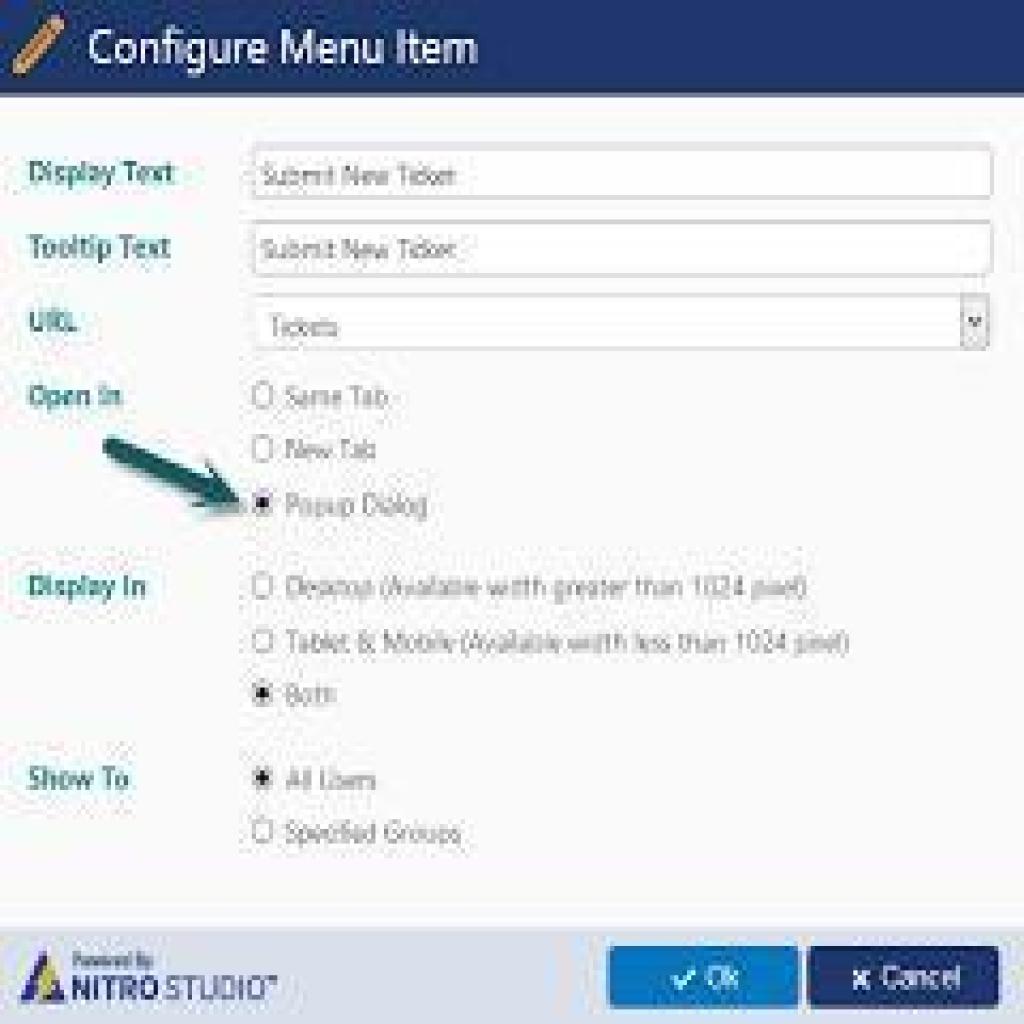 Configure Menu Item
Display Text
Submit New Ticket
Tooltip Text
Submit New Ticket
URL
Tickets
Open In
Same Tab
New Tab
Popup Dialog
Display In
Desktop (Available width greater than 1024 pixel)
Tablet & Mobile (Available width less than 1024 pixel)
Both
Show To
All Users
Specified Groups
Powered By
NITRO STUDIO™
Ok
Cancel